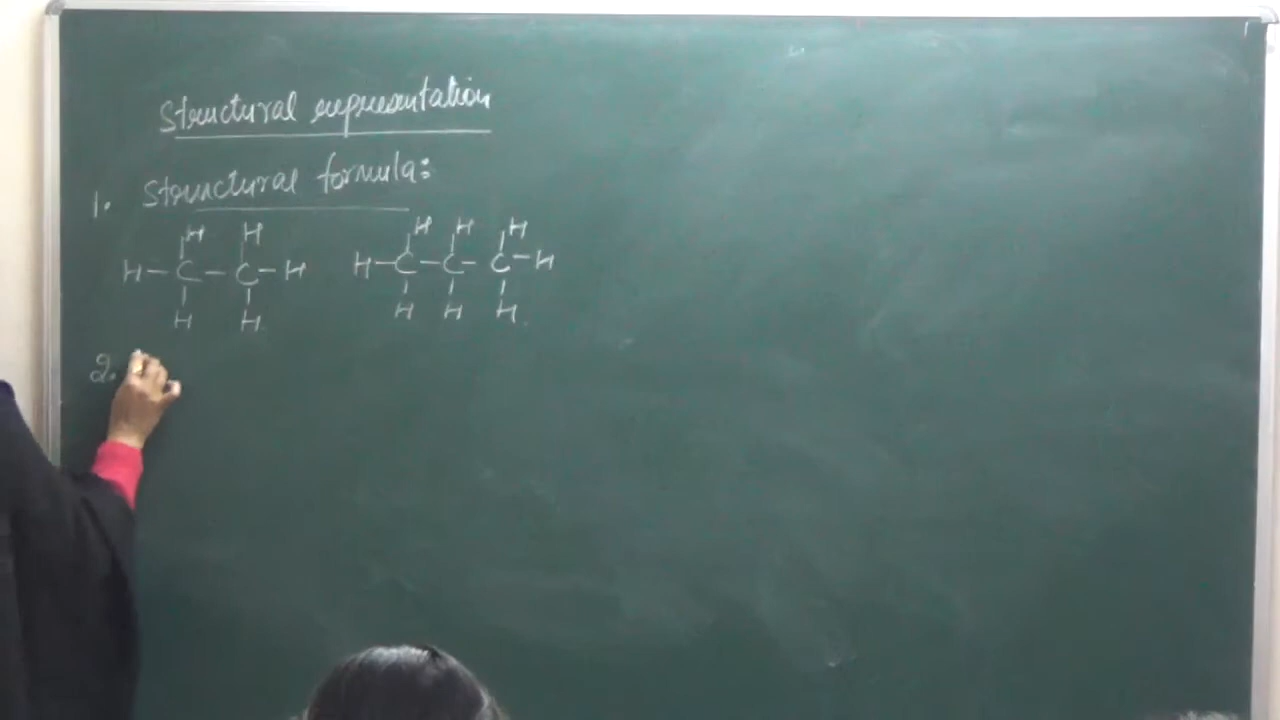 Structural representation
1. Structural formula:
H H H H H
H–C–C–H H–C–C–C–H
H H H H H
2.